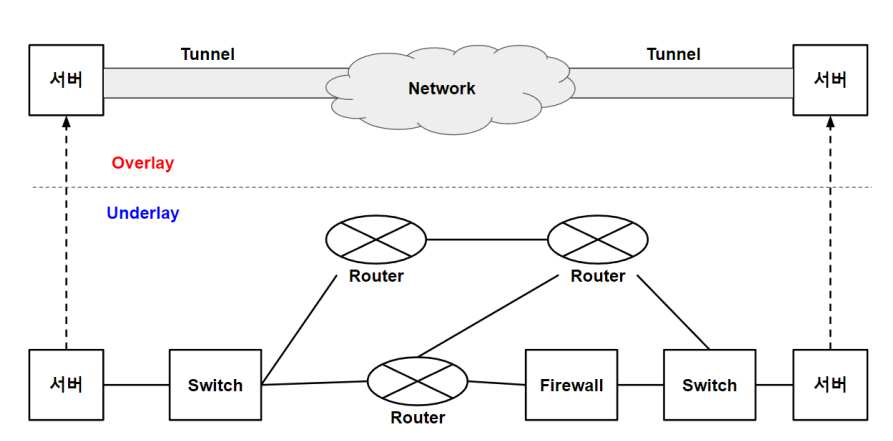 Tunnel
Tunnel
서버
Network
서버
Overlay
Underlay
Router
Router
서버
Switch
Firewall
Switch
서버
Router